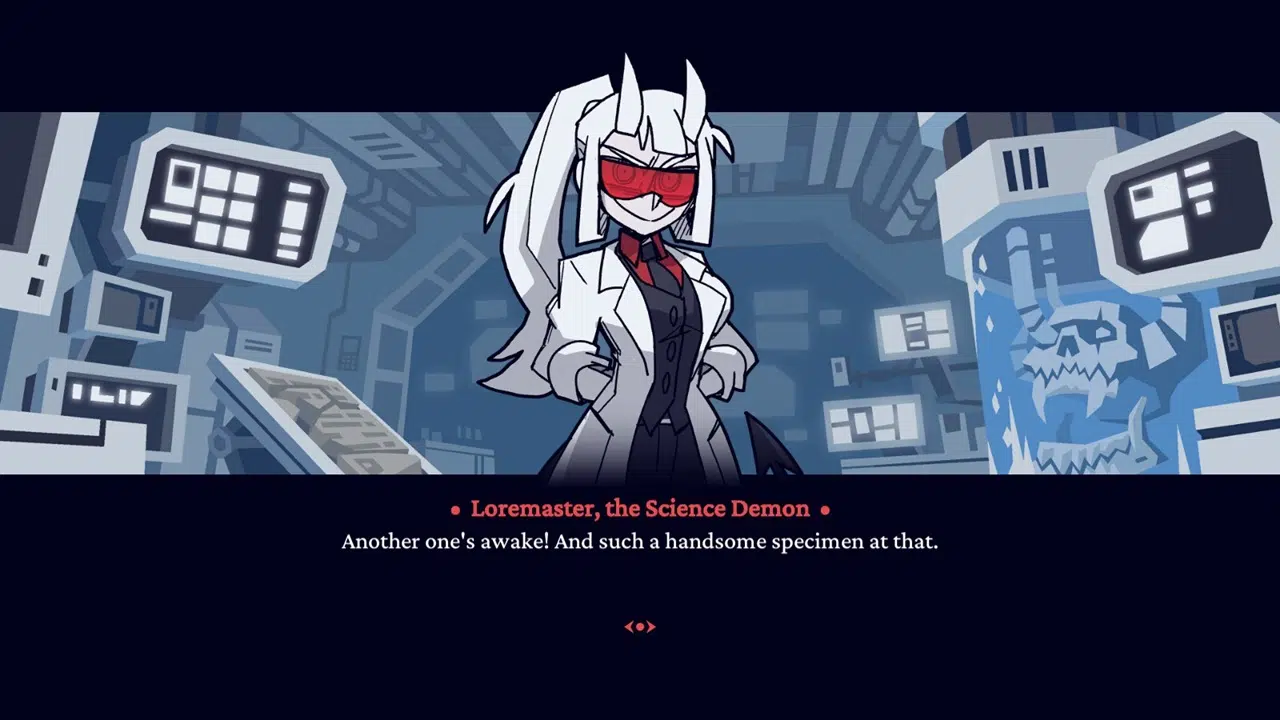 • Loremaster, the Science Demon •
Another one's awake! And such a handsome specimen at that.